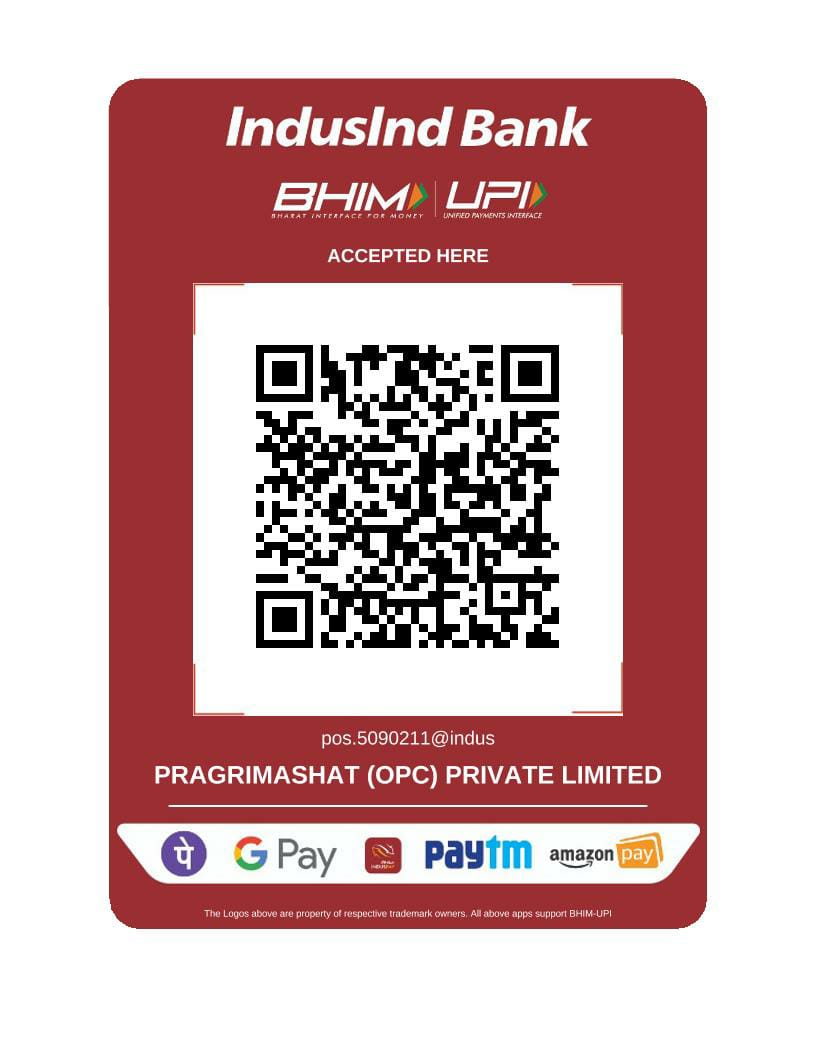 IndusInd Bank
BHIM UPI
BHARAT INTERFACE FOR MONEY UNIFIED PAYMENTS INTERFACE
ACCEPTED HERE
pos.5090211@indus
PRAGRIMASHAT (OPC) PRIVATE LIMITED
पे G Pay paytm amazon pay
The Logos above are property of respective trademark owners. All above apps support BHIM-UPI